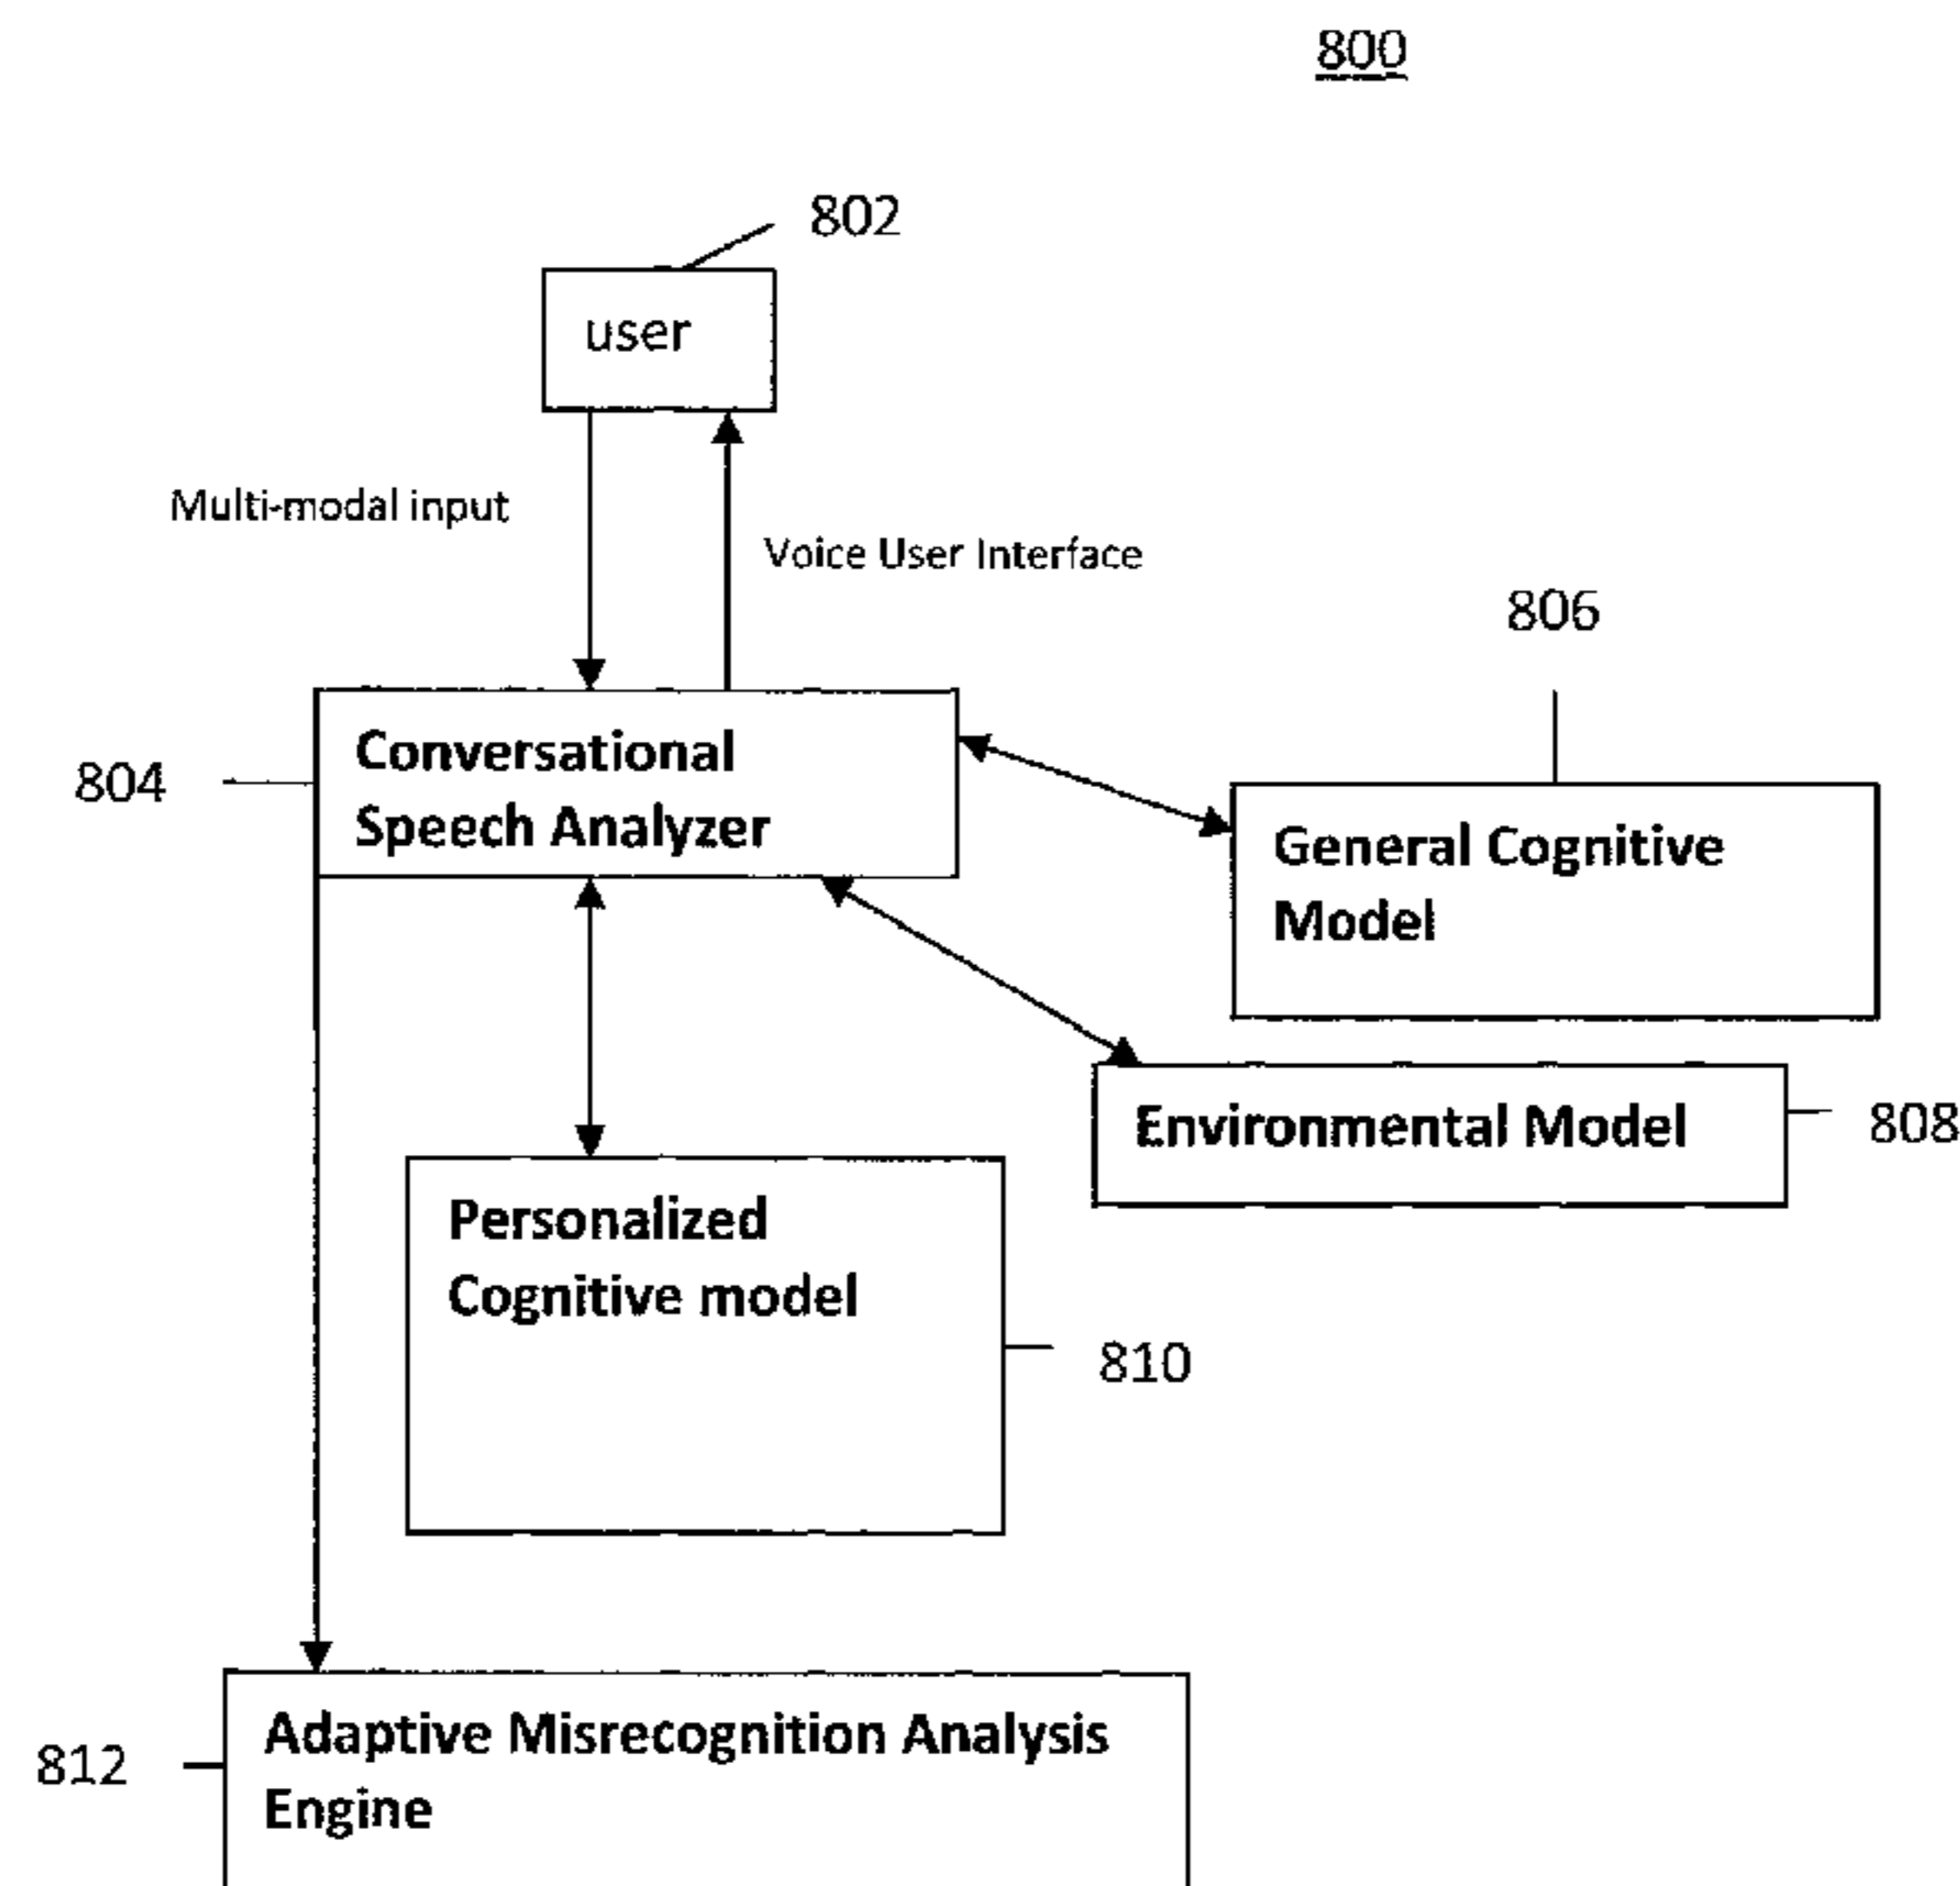 800
802
user
Multi-modal input
Voice User Interface
806
804
Conversational
Speech Analyzer
General Cognitive
Model
Environmental Model
808
Personalized
Cognitive model
810
812
Adaptive Misrecognition Analysis
Engine